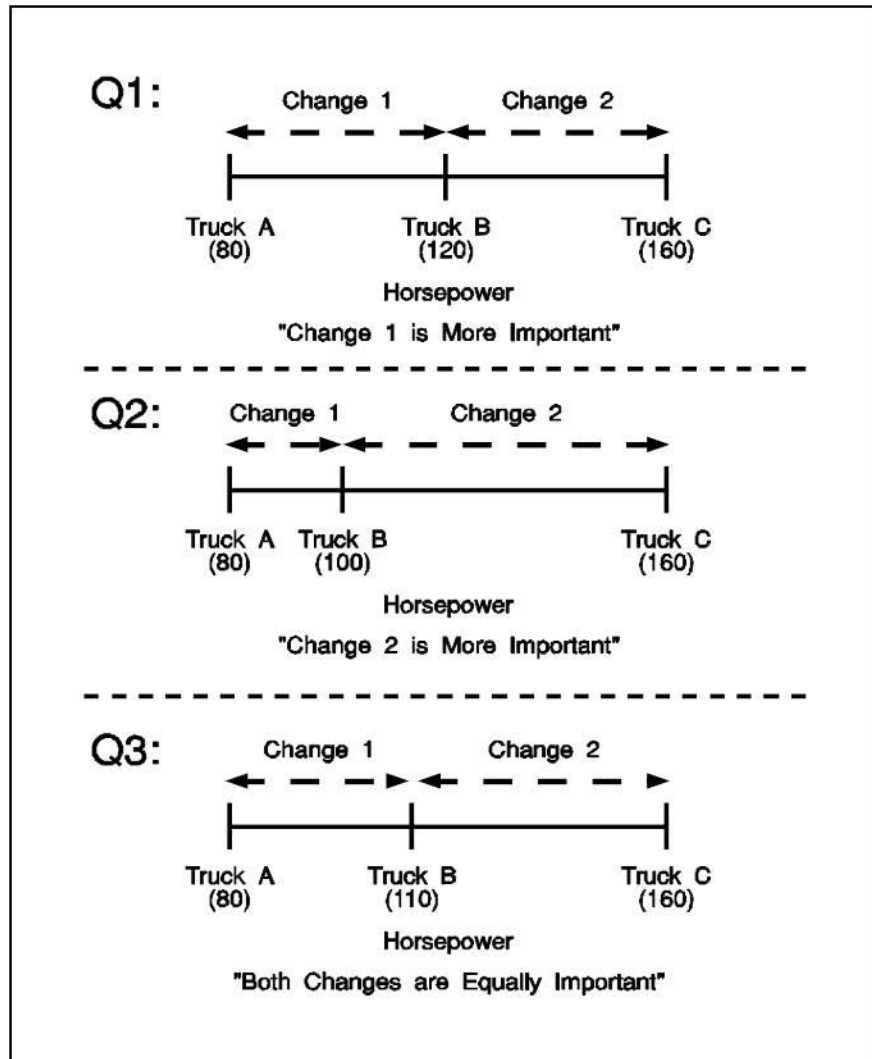 Q1:
Change 1 Change 2
Truck A Truck B Truck C
(80) (120) (160)
Horsepower
"Change 1 is More Important"
Q2:
Change 1 Change 2
Truck A Truck B Truck C
(80) (100) (160)
Horsepower
"Change 2 is More Important"
Q3:
Change 1 Change 2
Truck A Truck B Truck C
(80) (110) (160)
Horsepower
"Both Changes are Equally Important"